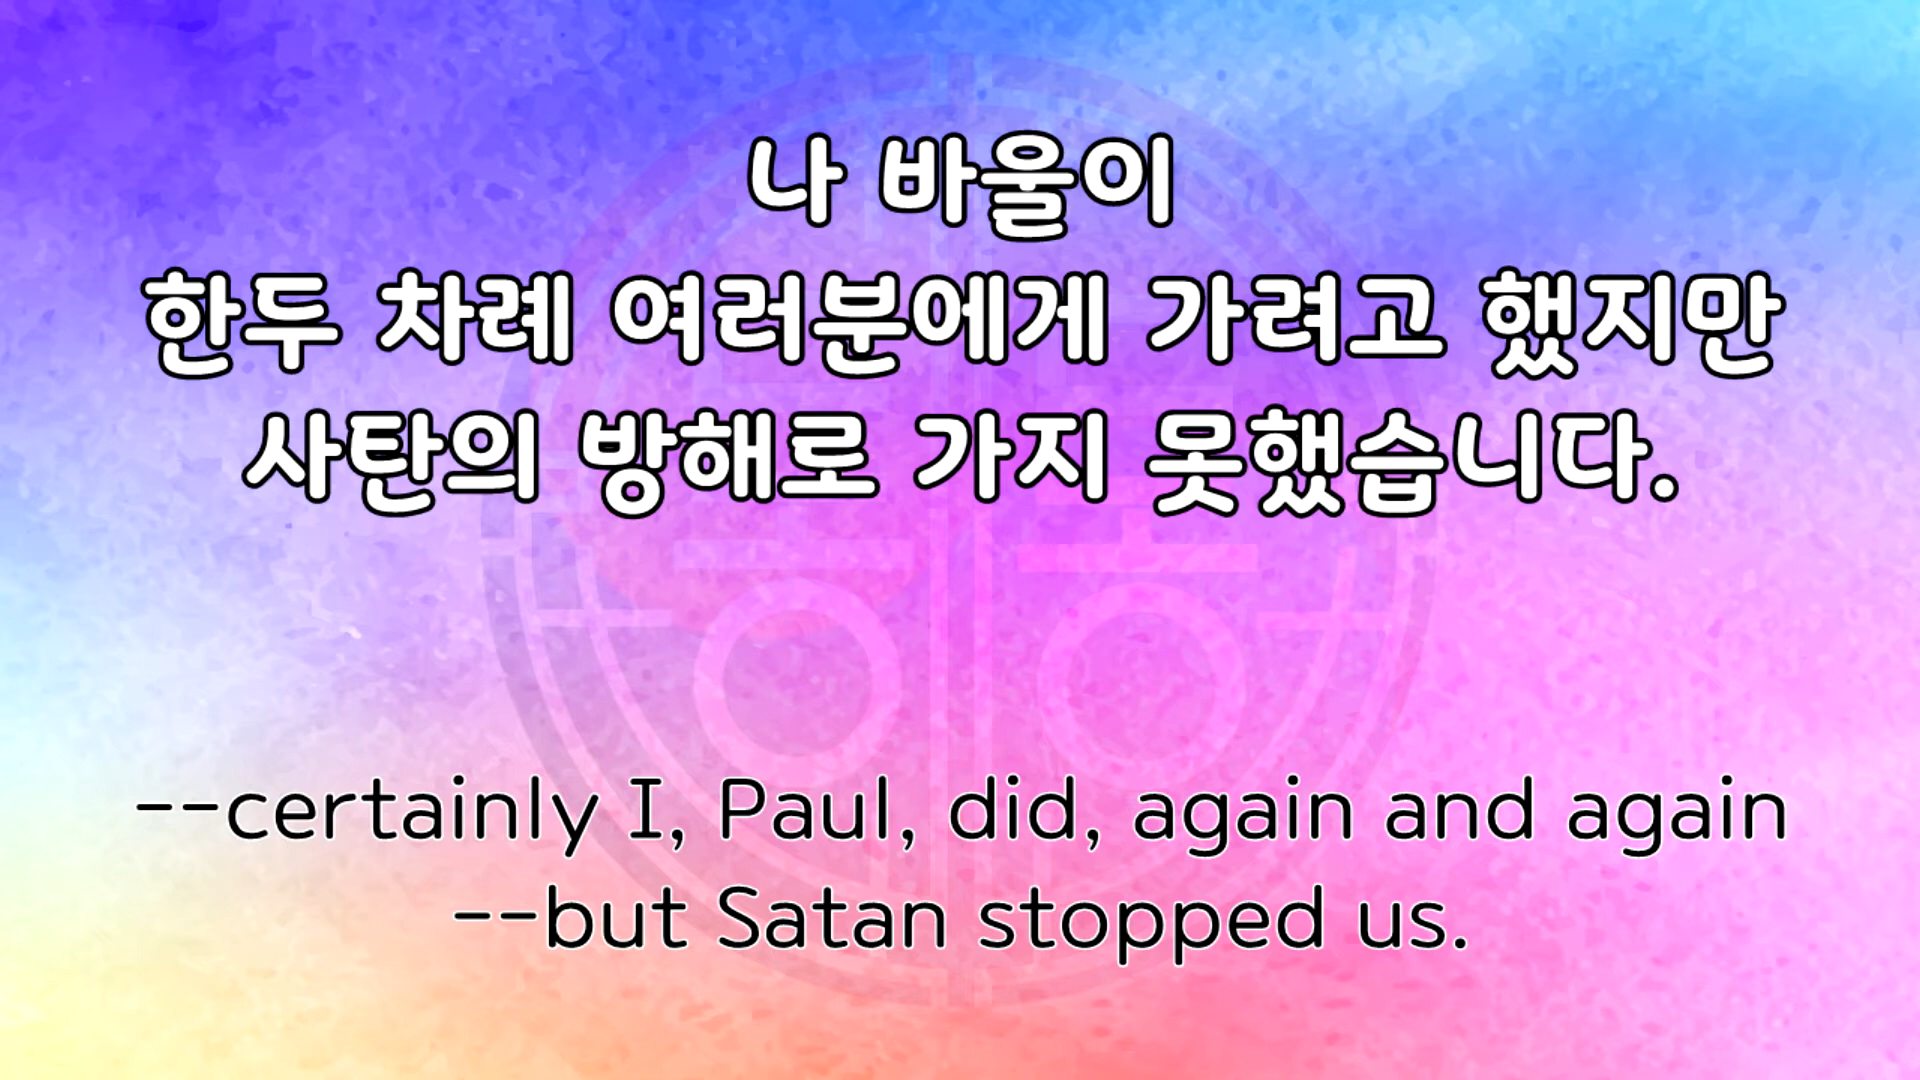 나 바울이
한두 차례 여러분에게 가려고 했지만
사탄의 방해로 가지 못했습니다.
--certainly I, Paul, did, again and again
--but Satan stopped us.